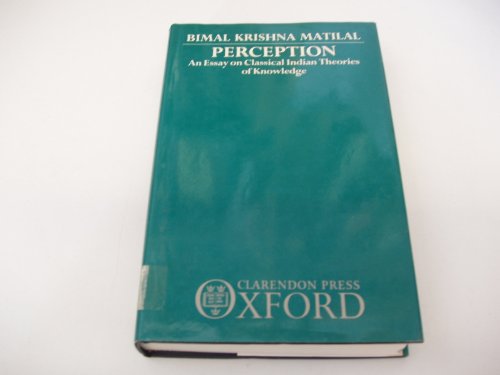 BIMAL KRISHNA MATILAL
PERCEPTION
An Essay on Classical Indian Theories
of Knowledge
CLARENDON PRESS
OXFORD